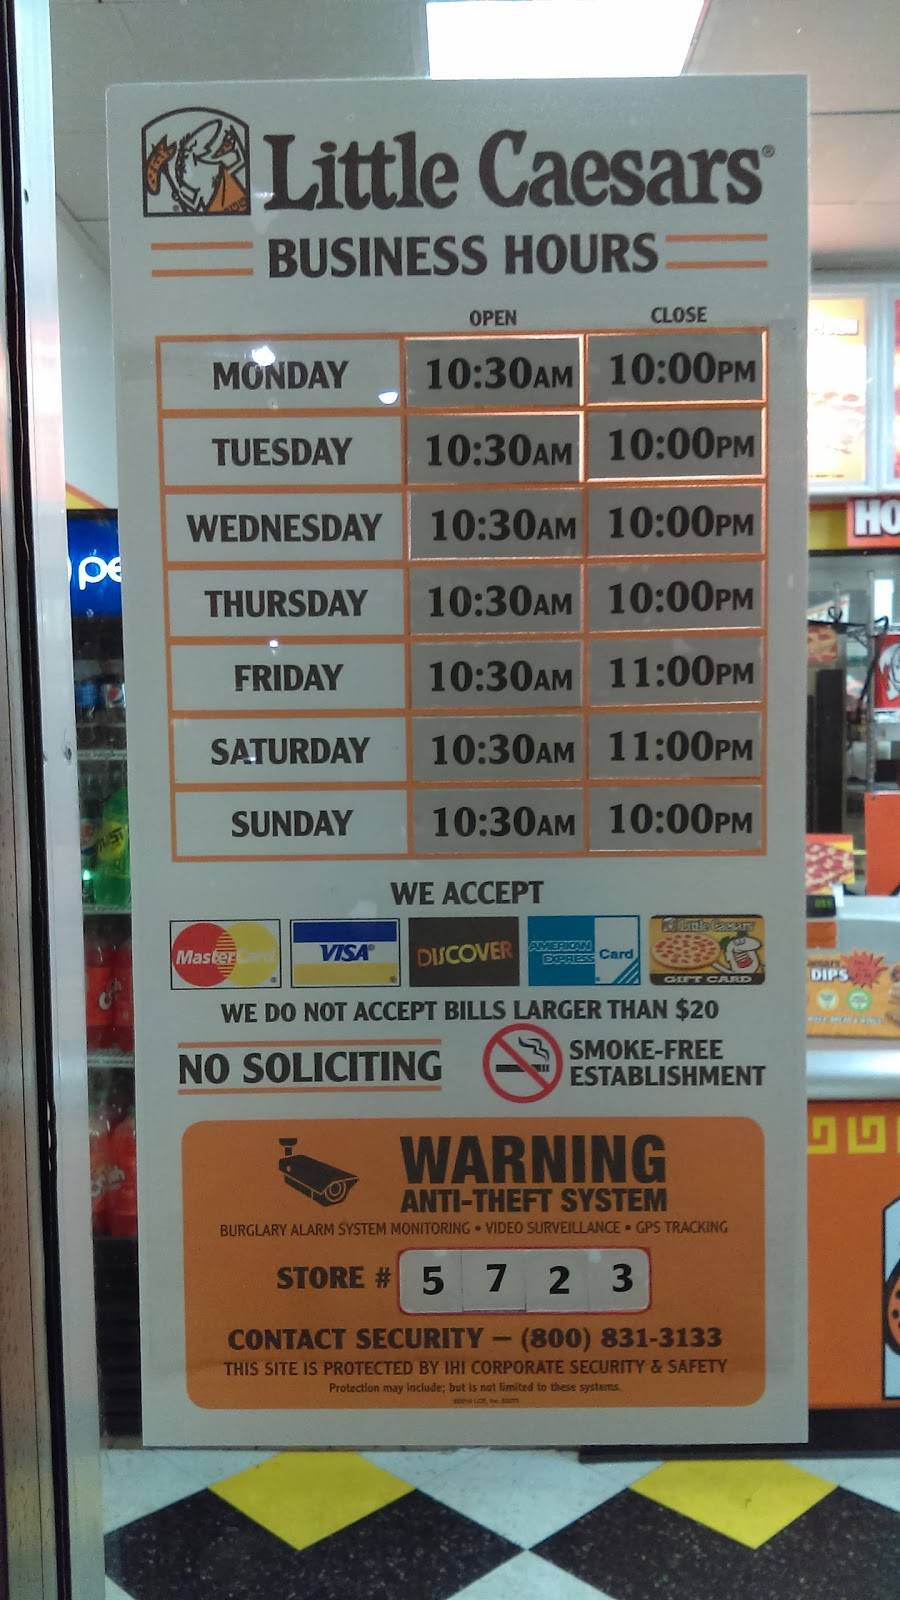 Little Caesars®
BUSINESS HOURS
OPEN CLOSE
MONDAY 10:30AM 10:00PM
TUESDAY 10:30AM 10:00PM
WEDNESDAY 10:30AM 10:00PM
THURSDAY 10:30AM 10:00PM
FRIDAY 10:30AM 11:00PM
SATURDAY 10:30AM 11:00PM
SUNDAY 10:30AM 10:00PM
WE ACCEPT
MasterCard VISA® DISCOVER AMERICAN EXPRESS Card Little Caesars GIFT CARD
WE DO NOT ACCEPT BILLS LARGER THAN $20
NO SOLICITING
SMOKE-FREE
ESTABLISHMENT
WARNING
ANTI-THEFT SYSTEM
BURGLARY ALARM SYSTEM MONITORING • VIDEO SURVEILLANCE • GPS TRACKING
STORE # 5 7 2 3
CONTACT SECURITY – (800) 831-3133
THIS SITE IS PROTECTED BY IHI CORPORATE SECURITY & SAFETY
Protection may include; but is not limited to these systems.
pe
HO
DIPS